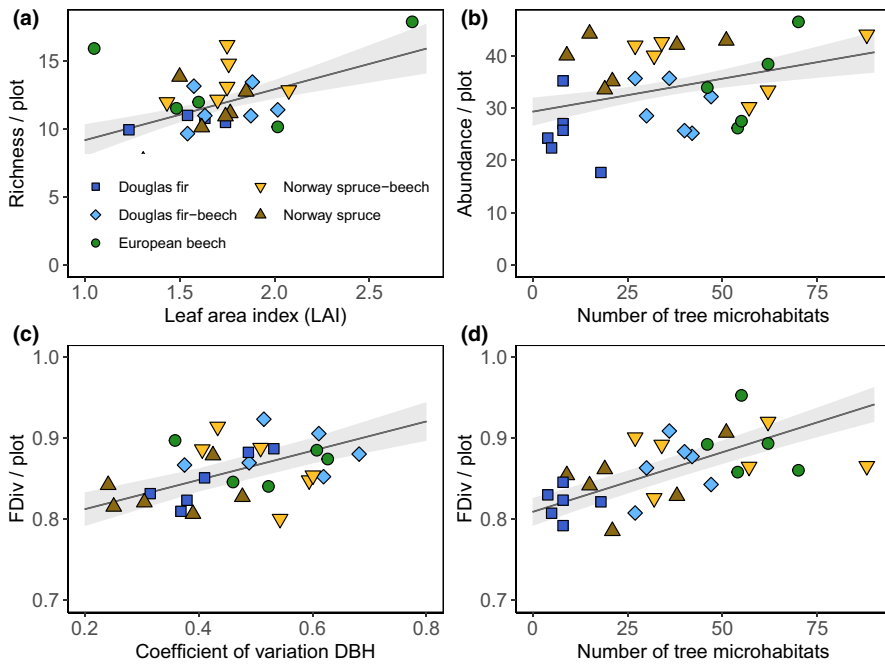 (a)
Richness / plot
15
10
5
0
Douglas fir
Norway spruce−beech
Douglas fir−beech
Norway spruce
European beech
1.0 1.5 2.0 2.5
Leaf area index (LAI)
(b)
Abundance / plot
40
30
20
10
0
0 25 50 75
Number of tree microhabitats
(c)
FDiv / plot
1.0
0.9
0.8
0.7
0.2 0.4 0.6 0.8
Coefficient of variation DBH
(d)
FDiv / plot
1.0
0.9
0.8
0.7
0 25 50 75
Number of tree microhabitats